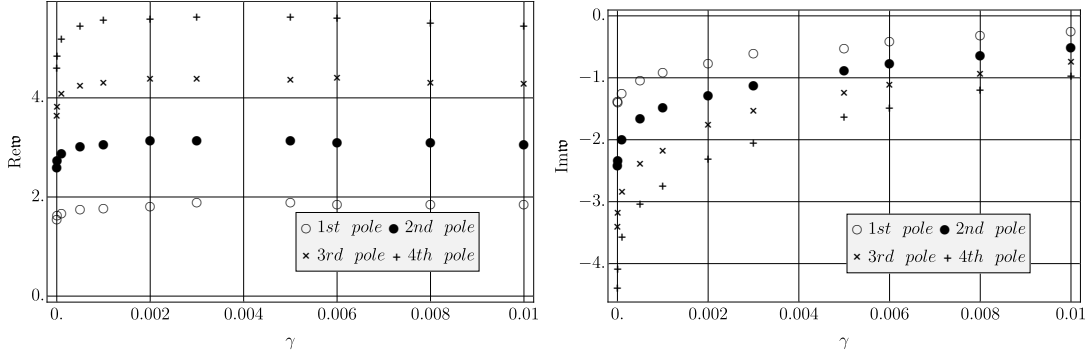 4.
2.
0.
Re𝔴
0. 0.002 0.004 0.006 0.008 0.01
γ
1st pole 2nd pole
3rd pole 4th pole
0.
−1.
−2.
−3.
−4.
Im𝔴
0. 0.002 0.004 0.006 0.008 0.01
γ
1st pole 2nd pole
3rd pole 4th pole